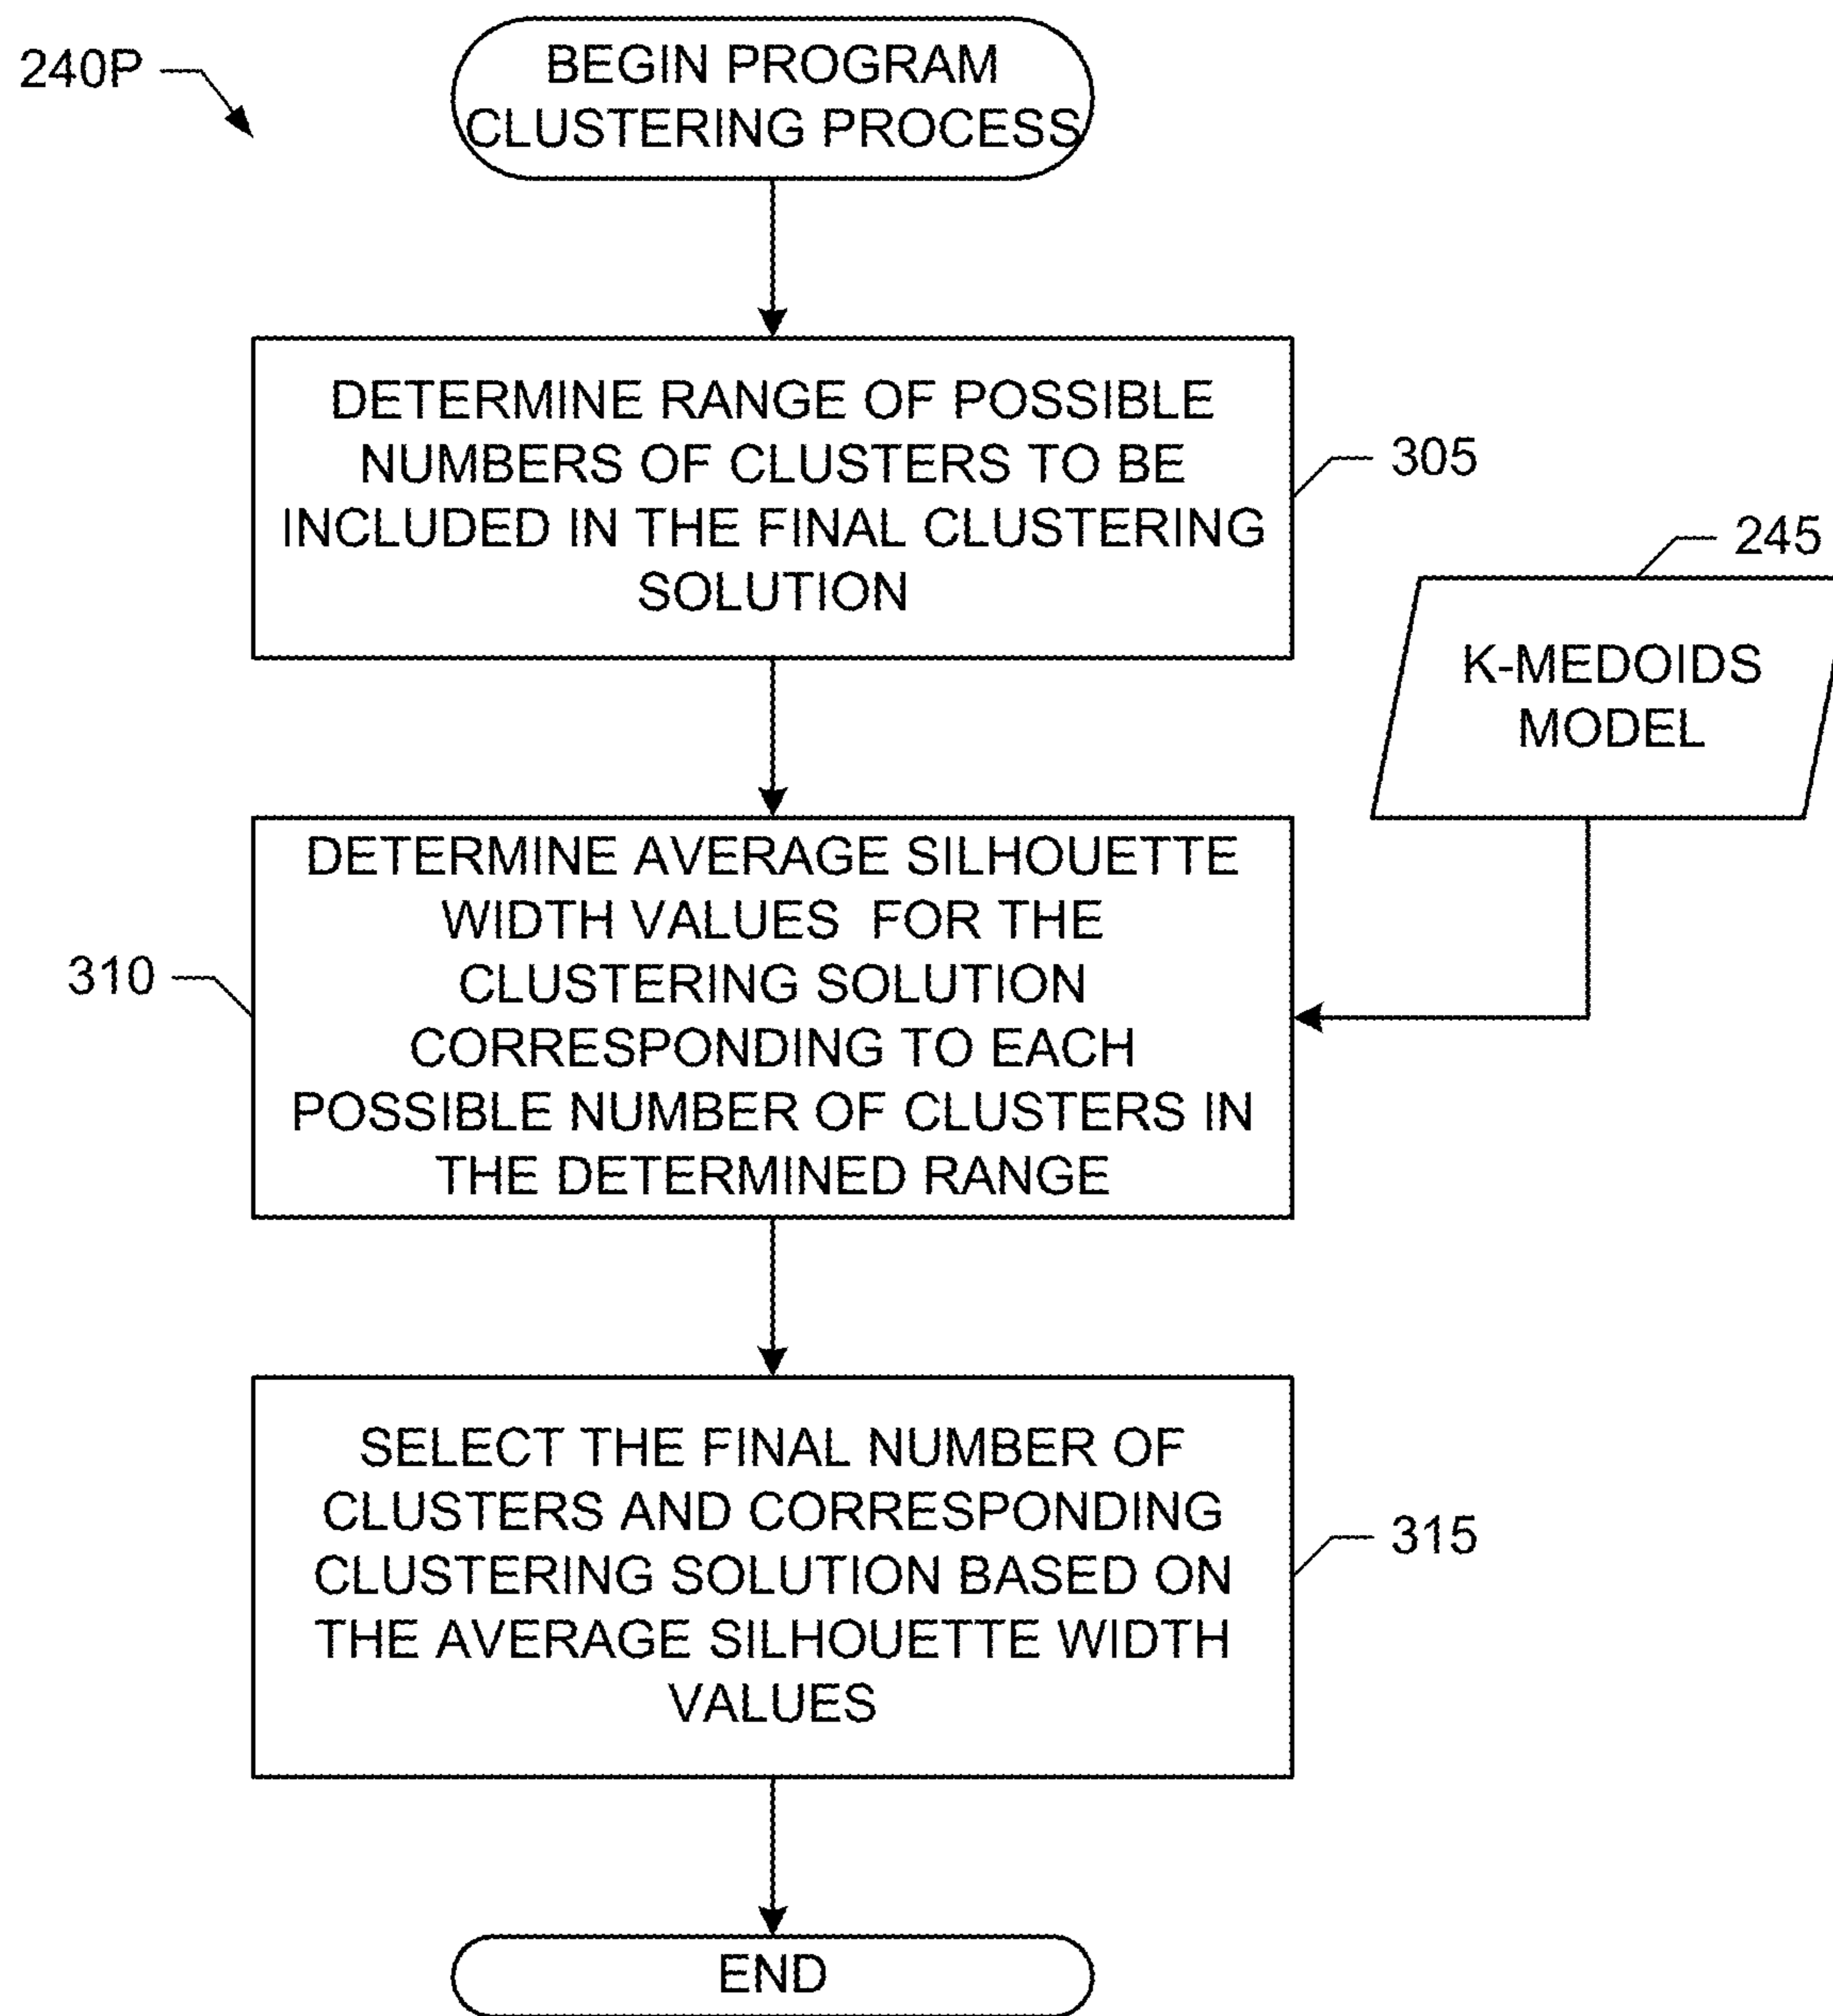 240P
BEGIN PROGRAM
CLUSTERING PROCESS
DETERMINE RANGE OF POSSIBLE
NUMBERS OF CLUSTERS TO BE
INCLUDED IN THE FINAL CLUSTERING
SOLUTION
305
245
K-MEDOIDS
MODEL
DETERMINE AVERAGE SILHOUETTE
WIDTH VALUES FOR THE
CLUSTERING SOLUTION
CORRESPONDING TO EACH
POSSIBLE NUMBER OF CLUSTERS IN
THE DETERMINED RANGE
310
SELECT THE FINAL NUMBER OF
CLUSTERS AND CORRESPONDING
CLUSTERING SOLUTION BASED ON
THE AVERAGE SILHOUETTE WIDTH
VALUES
315
END